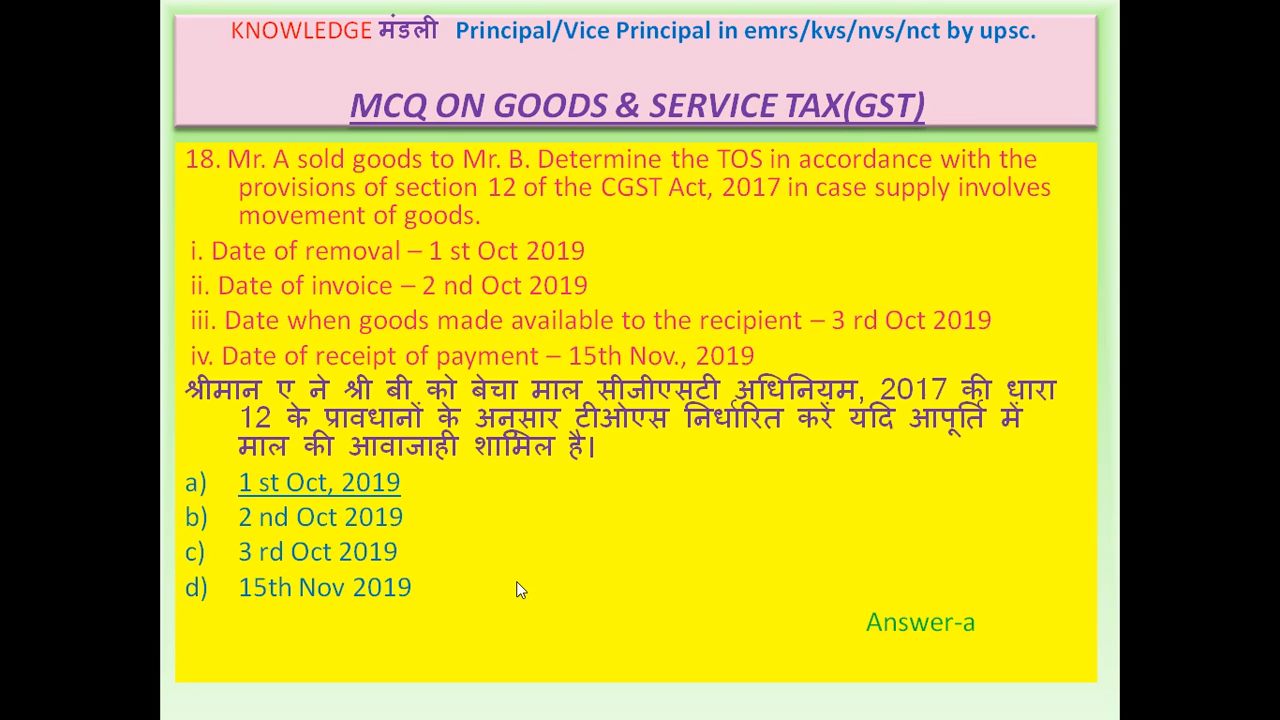 KNOWLEDGE मंडली Principal/Vice Principal in emrs/kvs/nvs/nct by upsc.
MCQ ON GOODS & SERVICE TAX(GST)
18. Mr. A sold goods to Mr. B. Determine the TOS in accordance with the
provisions of section 12 of the CGST Act, 2017 in case supply involves
movement of goods.
i. Date of removal – 1 st Oct 2019
ii. Date of invoice – 2 nd Oct 2019
iii. Date when goods made available to the recipient – 3 rd Oct 2019
iv. Date of receipt of payment – 15th Nov., 2019
श्रीमान ए ने श्री बी को बेचा माल सीजीएसटी अधिनियम, 2017 की धारा
12 के प्रावधानों के अनुसार टीओएस निर्धारित करें यदि आपूर्ति में
माल की आवाजाही शामिल है।
a) 1 st Oct, 2019
b) 2 nd Oct 2019
c) 3 rd Oct 2019
d) 15th Nov 2019
Answer-a